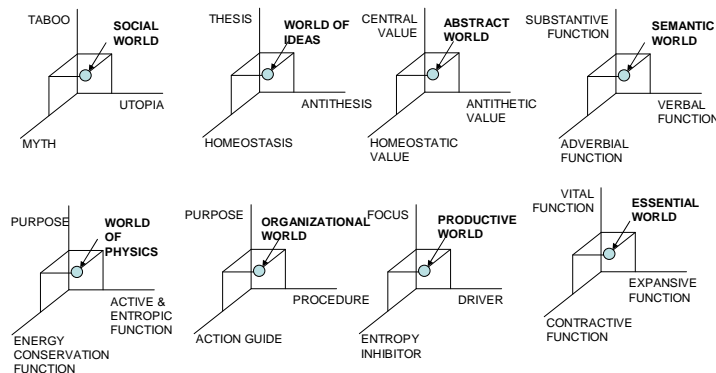 TABOO
SOCIAL
WORLD
UTOPIA
MYTH
THESIS
WORLD OF
IDEAS
ANTITHESIS
HOMEOSTASIS
CENTRAL
VALUE
ABSTRACT
WORLD
ANTITHETIC
VALUE
HOMEOSTATIC
VALUE
SUBSTANTIVE
FUNCTION
SEMANTIC
WORLD
VERBAL
FUNCTION
ADVERBIAL
FUNCTION
PURPOSE
WORLD
OF
PHYSICS
ACTIVE &
ENTROPIC
FUNCTION
ENERGY
CONSERVATION
FUNCTION
PURPOSE
ORGANIZATIONAL
WORLD
PROCEDURE
ACTION GUIDE
FOCUS
PRODUCTIVE
WORLD
DRIVER
ENTROPY
INHIBITOR
VITAL
FUNCTION
ESSENTIAL
WORLD
EXPANSIVE
FUNCTION
CONTRACTIVE
FUNCTION